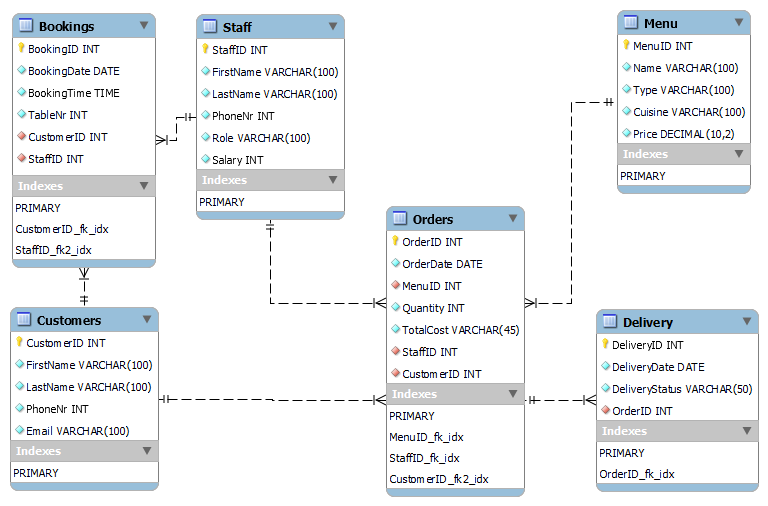 Bookings
BookingID INT
BookingDate DATE
BookingTime TIME
TableNr INT
CustomerID INT
StaffID INT
Indexes
PRIMARY
CustomerID_fk_idx
StaffID_fk2_idx
Staff
StaffID INT
FirstName VARCHAR(100)
LastName VARCHAR(100)
PhoneNr INT
Role VARCHAR(100)
Salary INT
Indexes
PRIMARY
Menu
MenuID INT
Name VARCHAR(100)
Type VARCHAR(100)
Cuisine VARCHAR(100)
Price DECIMAL(10,2)
Indexes
PRIMARY
Customers
CustomerID INT
FirstName VARCHAR(100)
LastName VARCHAR(100)
PhoneNr INT
Email VARCHAR(100)
Indexes
PRIMARY
Orders
OrderID INT
OrderDate DATE
MenuID INT
Quantity INT
TotalCost VARCHAR(45)
StaffID INT
CustomerID INT
Indexes
PRIMARY
MenuID_fk_idx
StaffID_fk_idx
CustomerID_fk2_idx
Delivery
DeliveryID INT
DeliveryDate DATE
DeliveryStatus VARCHAR(50)
OrderID INT
Indexes
PRIMARY
OrderID_fk_idx